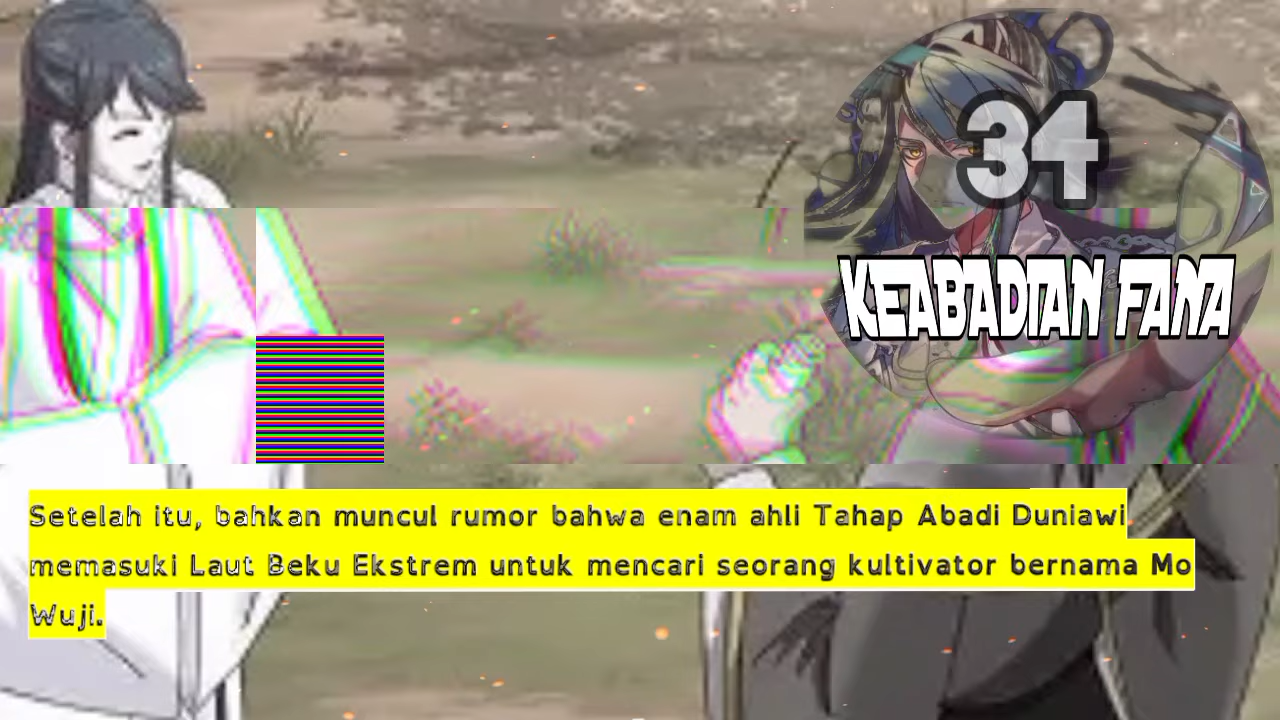 34
KEABADIAN FANA
Setelah itu, bahkan muncul rumor bahwa enam ahli Tahap Abadi Duniawi
memasuki Laut Beku Ekstrem untuk mencari seorang kultivator bernama Mo
Wuji.